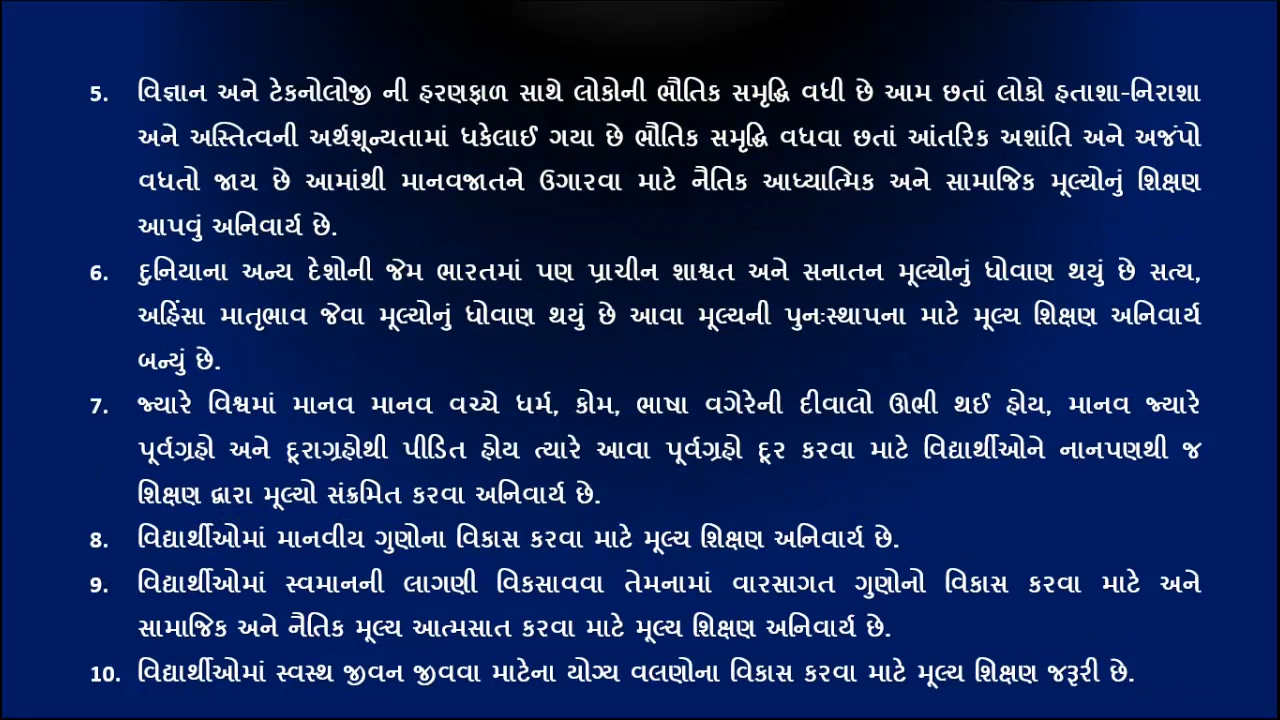 5. વિજ્ઞાન અને ટેકનોલોજી ની હરણફાળ સાથે લોકોની ભૌતિક સમૃદ્ધિ વધી છે આમ છતાં લોકો હતાશા-નિરાશા
અને અસ્તિત્વની અર્થશૂન્યતામાં ધકેલાઈ ગયા છે ભૌતિક સમૃદ્ધિ વધવા છતાં આંતરિક અશાંતિ અને અજંપો
વધતો જાય છે આમાંથી માનવજાતને ઉગારવા માટે નૈતિક આધ્યાત્મિક અને સામાજિક મૂલ્યોનું શિક્ષણ
આપવું અનિવાર્ય છે.
6. દુનિયાના અન્ય દેશોની જેમ ભારતમાં પણ પ્રાચીન શાશ્વત અને સનાતન મૂલ્યોનું ધોવાણ થયું છે સત્ય,
અહિંસા માતૃભાવ જેવા મૂલ્યોનું ધોવાણ થયું છે આવા મૂલ્યની પુનઃસ્થાપના માટે મૂલ્ય શિક્ષણ અનિવાર્ય
બન્યું છે.
7. જ્યારે વિશ્વમાં માનવ માનવ વચ્ચે ધર્મ, કોમ, ભાષા વગેરેની દીવાલો ઊભી થઈ હોય, માનવ જ્યારે
પૂર્વગ્રહો અને દૂરાગ્રહોથી પીડિત હોય ત્યારે આવા પૂર્વગ્રહો દૂર કરવા માટે વિદ્યાર્થીઓને નાનપણથી જ
શિક્ષણ દ્વારા મૂલ્યો સંક્રમિત કરવા અનિવાર્ય છે.
8. વિદ્યાર્થીઓમાં માનવીય ગુણોના વિકાસ કરવા માટે મૂલ્ય શિક્ષણ અનિવાર્ય છે.
9. વિદ્યાર્થીઓમાં સ્વમાનની લાગણી વિકસાવવા તેમનામાં વારસાગત ગુણોનો વિકાસ કરવા માટે અને
સામાજિક અને નૈતિક મૂલ્ય આત્મસાત કરવા માટે મૂલ્ય શિક્ષણ અનિવાર્ય છે.
10. વિદ્યાર્થીઓમાં સ્વસ્થ જીવન જીવવા માટેના યોગ્ય વલણોના વિકાસ કરવા માટે મૂલ્ય શિક્ષણ જરૂરી છે.